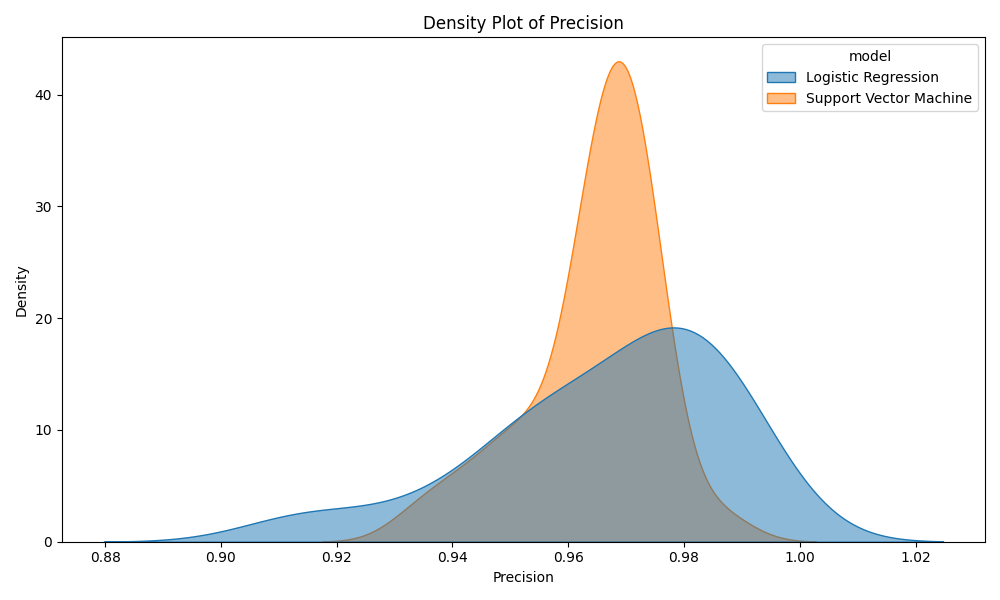 Density Plot of Precision
model
Logistic Regression
Support Vector Machine
Density
40
30
20
10
0
0.88 0.90 0.92 0.94 0.96 0.98 1.00 1.02
Precision